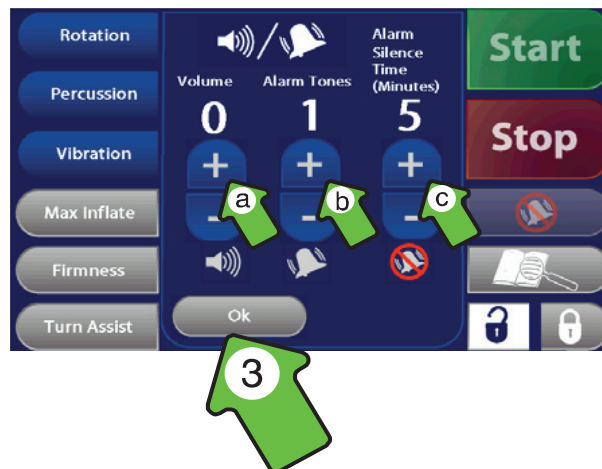 Rotation
Percussion
Vibration
Max Inflate
Firmness
Turn Assist
/
Volume
0
+
a
-
Alarm Tones
1
+
b
-
Alarm
Silence
Time
(Minutes)
5
+
c
-
Ok
3
Start
Stop